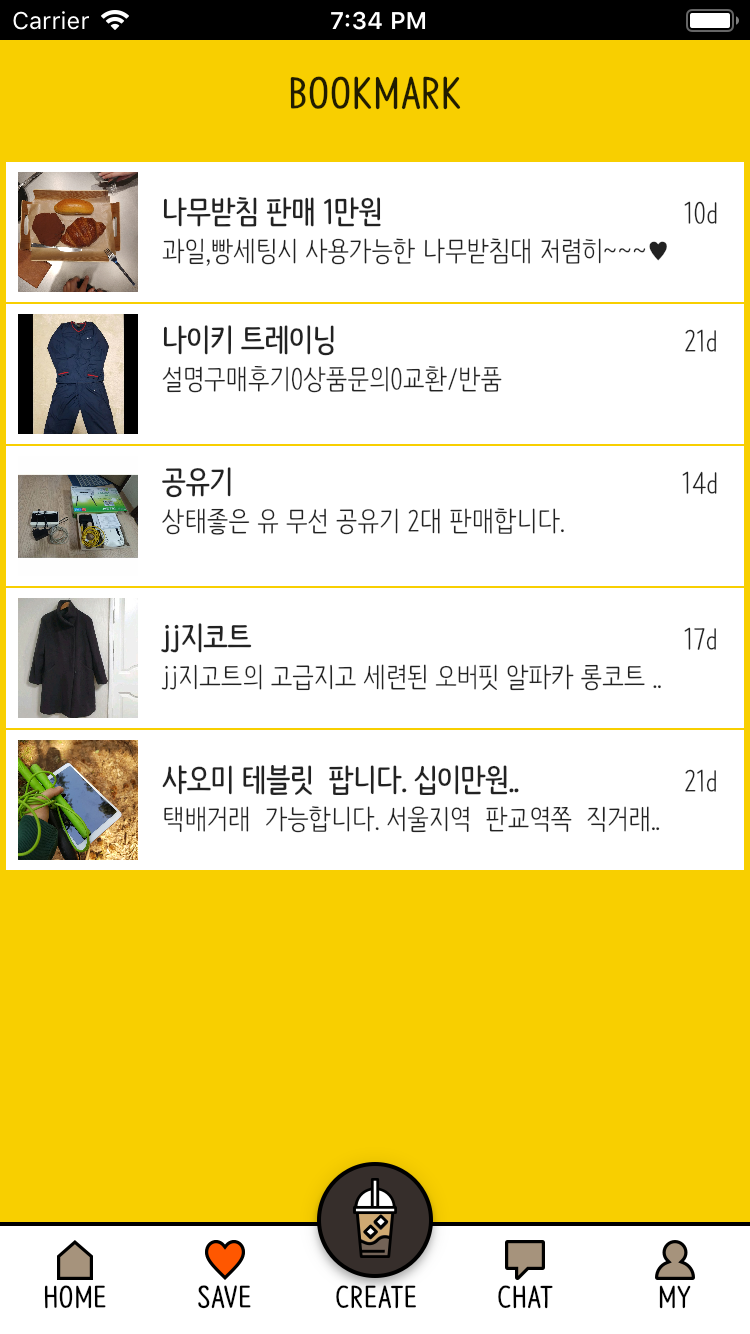 Carrier 7:34 PM
BOOKMARK
나무받침 판매 1만원 10d
과일,빵세팅시 사용가능한 나무받침대 저렴히~~~♥
나이키 트레이닝 21d
설명구매후기0상품문의0교환/반품
공유기 14d
상태좋은 유 무선 공유기 2대 판매합니다.
jj지코트 17d
jj지고트의 고급지고 세련된 오버핏 알파카 롱코트 ..
샤오미 테블릿  팝니다. 십이만원.. 21d
택배거래  가능합니다. 서울지역  판교역쪽  직거래..
HOME SAVE CREATE CHAT MY